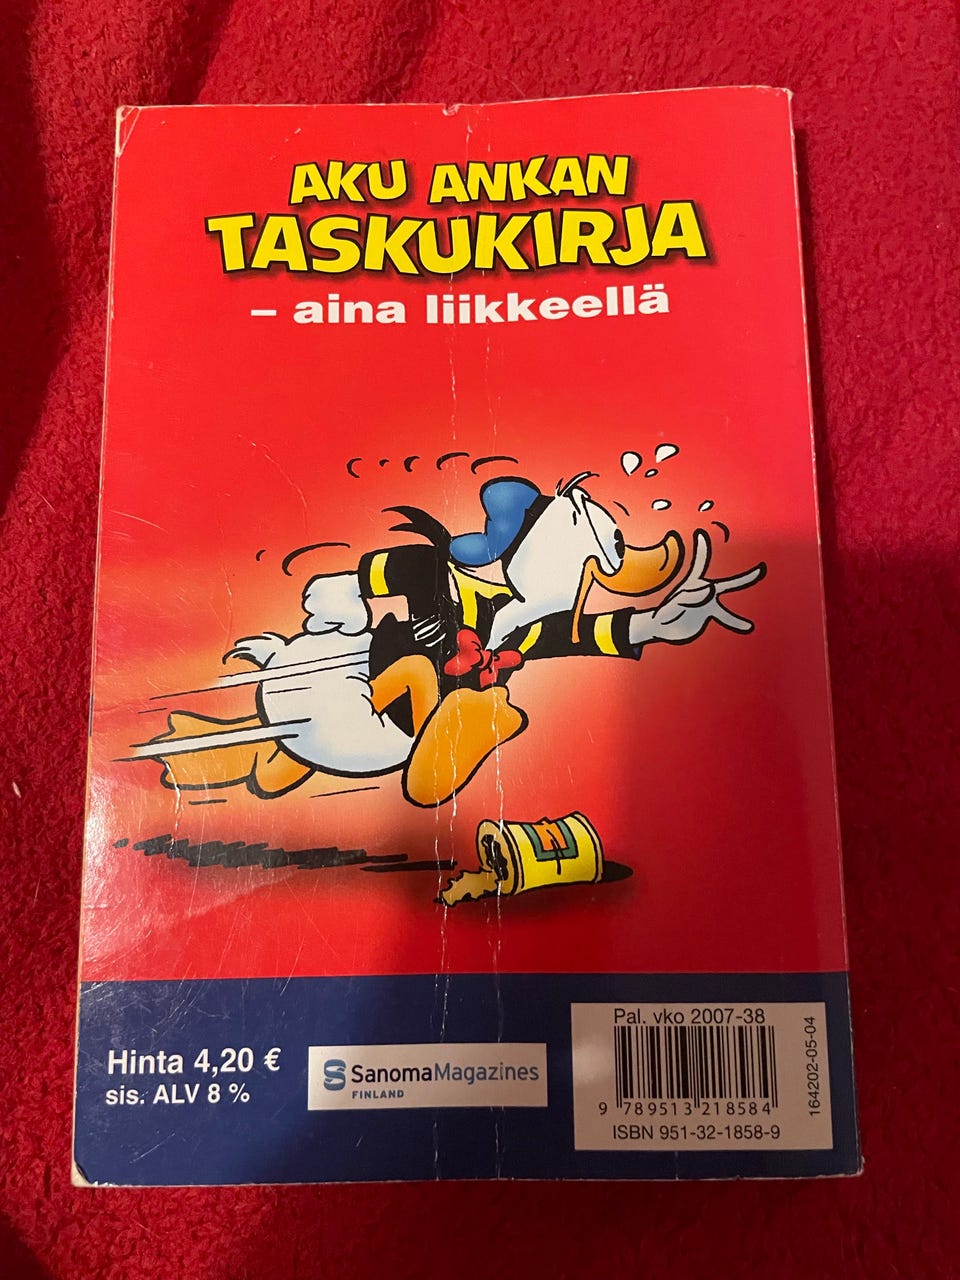 AKU ANKAN
TASKUKIRJA
– aina liikkeellä
Hinta 4,20 €
sis. ALV 8 %
SanomaMagazines
FINLAND
Pal. vko 2007-38
9 789513 218584
ISBN 951-32-1858-9
164202-05-04